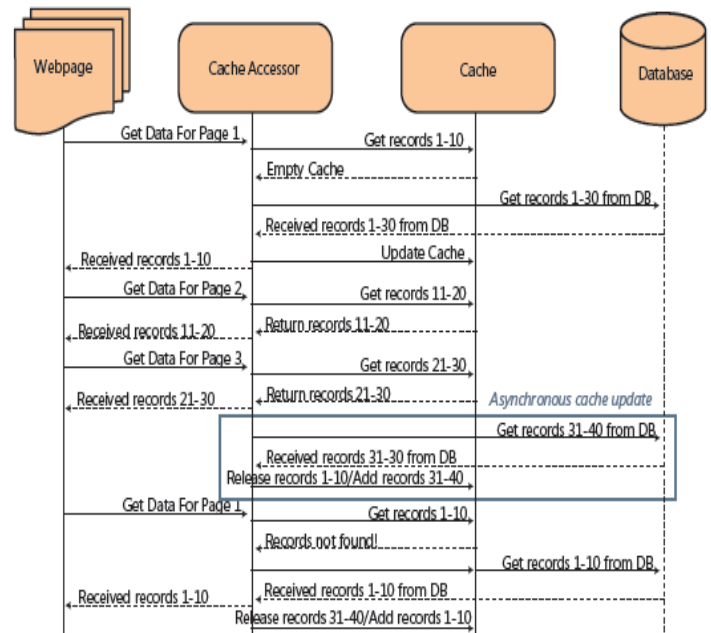 Webpage
Cache Accessor
Cache
Database
Get Data For Page 1
Get records 1-10
Empty Cache
Get records 1-30 from DB
Received records 1-30 from DB
Update Cache
Received records 1-10
Get Data For Page 2
Get records 11-20
Return records 11-20
Received records 11-20
Get Data For Page 3
Get records 21-30
Return records 21-30
Received records 21-30
Asynchronous cache update
Get records 31-40 from DB
Received records 31-30 from DB
Release records 1-10/Add records 31-40
Get Data For Page 1
Get records 1-10
Records not found!
Get records 1-10 from DB
Received records 1-10 from DB
Received records 1-10
Release records 31-40/Add records 1-10